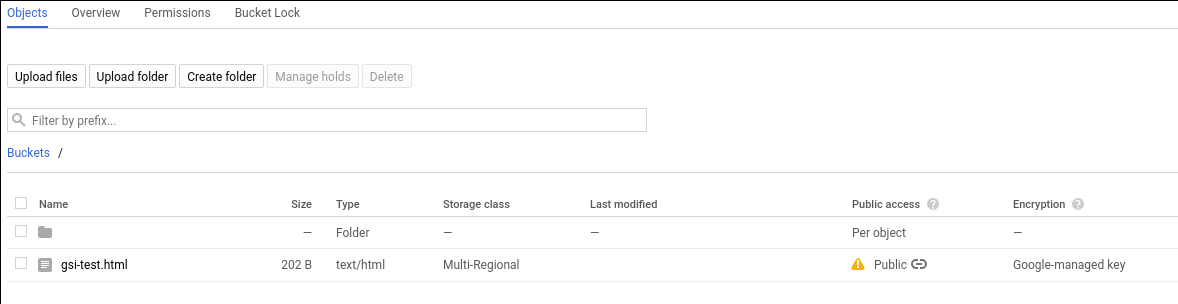 Objects Overview Permissions Bucket Lock
Upload files Upload folder Create folder Manage holds Delete
Filter by prefix...
Buckets /
Name Size Type Storage class Last modified Public access ? Encryption ?
— Folder — — Per object —
gsi-test.html 202 B text/html Multi-Regional Public Google-managed key